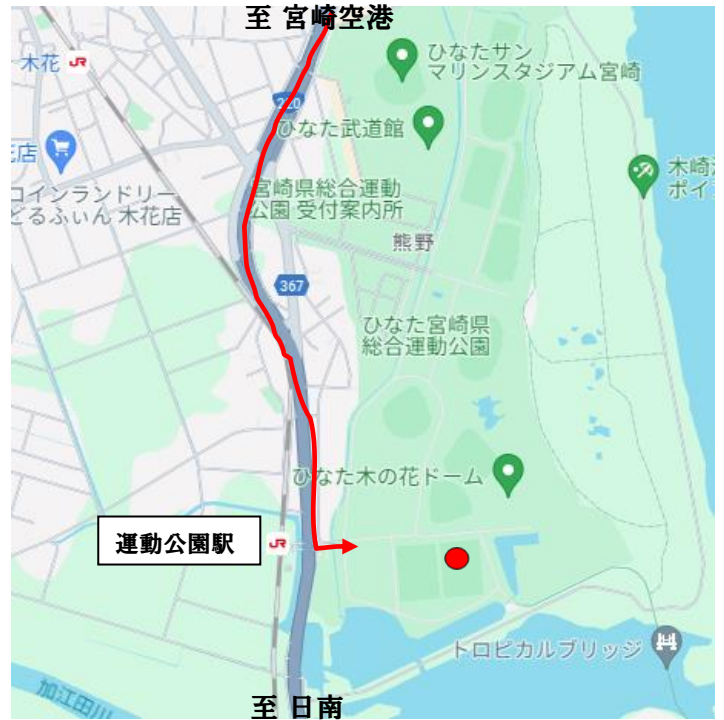 至 宮崎空港
木花 JR
ひなたサン
マリンスタジアム宮崎
220
ひなた武道館
花店
木崎
ポイ
コインランドリー
どるふぃん 木花店
宮崎県総合運動
公園 受付案内所
熊野
367
ひなた宮崎県
総合運動公園
ひなた木の花ドーム
運動公園駅
JR
トロピカルブリッジ
加江田川
至 日南